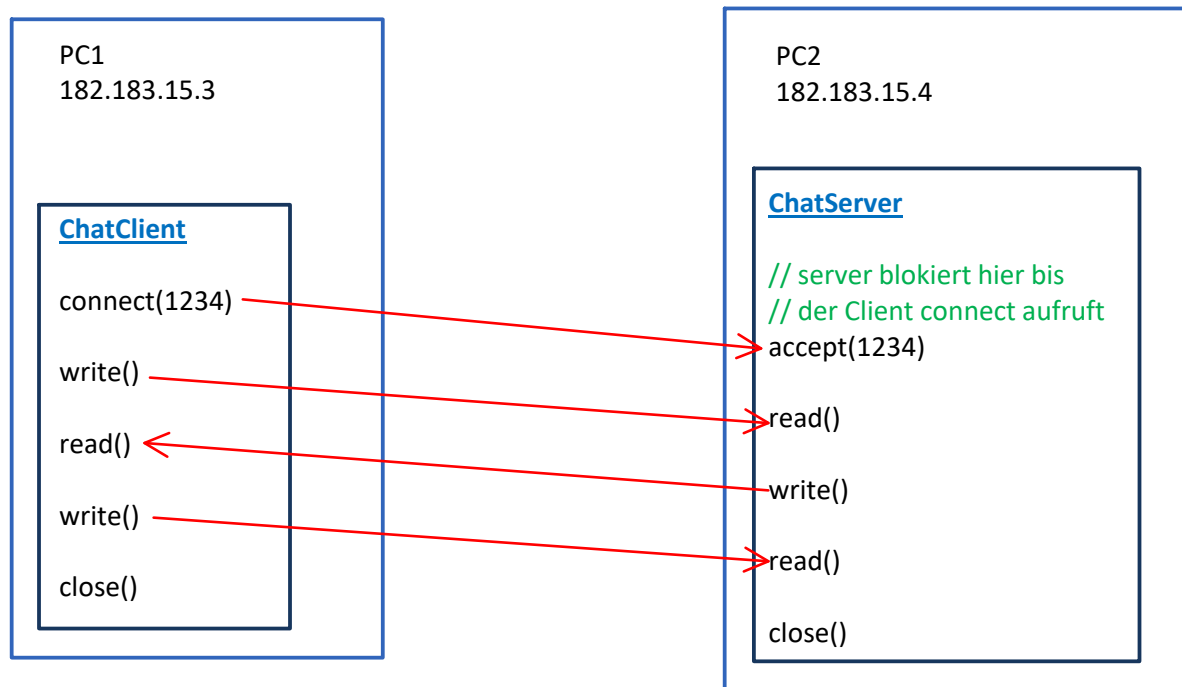 PC1
182.183.15.3
ChatClient
connect(1234)
write()
read()
write()
close()
PC2
182.183.15.4
ChatServer
// server blokiert hier bis
// der Client connect aufruft
accept(1234)
read()
write()
read()
close()